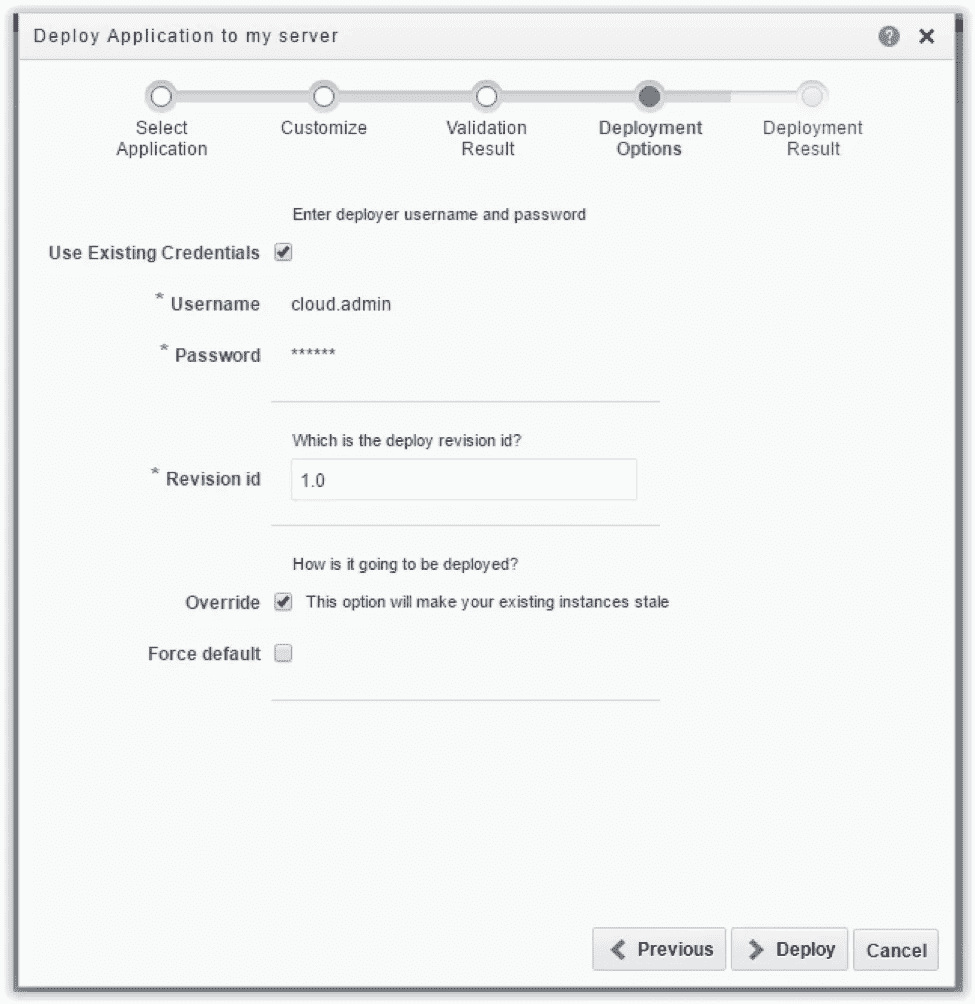 Deploy Application to my server
Select Application
Customize
Validation Result
Deployment Options
Deployment Result
Enter deployer username and password
Use Existing Credentials
* Username cloud.admin
* Password ******
Which is the deploy revision id?
* Revision id 1.0
How is it going to be deployed?
Override This option will make your existing instances stale
Force default
Previous Deploy Cancel